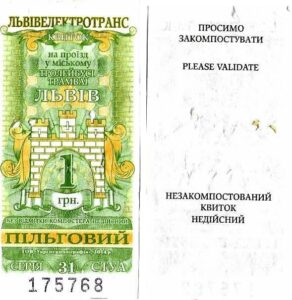 ЛЬВІВЕЛЕКТРОТРАНС
КВИТОК
на проїзд
у міському
тролейбусі
трамваї
ЛЬВІВ
1
грн.
ПІЛЬГОВИЙ
СЕРІЯ 31
175768
ПРОСИМО
ЗАКОМПОСТУВАТИ
PLEASE VALIDATE
НЕЗАКОМПОСТОВАНИЙ
КВИТОК
НЕДІЙСНИЙ